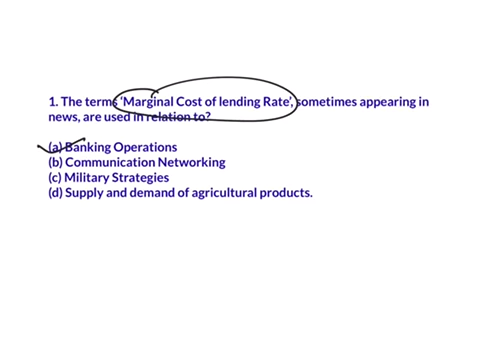 1. The terms ‘Marginal Cost of lending Rate’, sometimes appearing in
news, are used in relation to?
(a) Banking Operations
(b) Communication Networking
(c) Military Strategies
(d) Supply and demand of agricultural products.